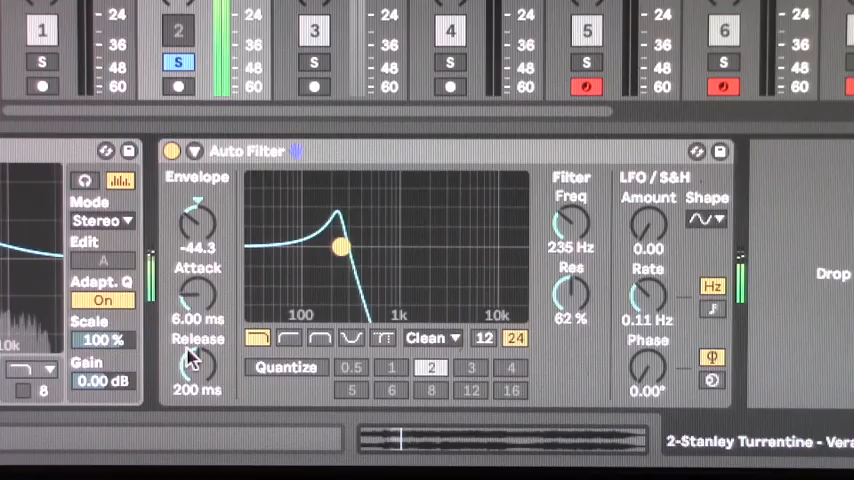 1 24 36 48 60 S
2 24 36 48 60 S
3 24 36 48 60 S
4 24 36 48 60 S
5 24 36 48 60 S
6 24 36 48 60 S
Mode
Stereo
Edit
A
Adapt. Q
On
Scale
100 %
Gain
0.00 dB
10k
8
Auto Filter
Envelope
-44.3
Attack
6.00 ms
Release
200 ms
100 1k 10k
Clean 12 24
Quantize 0.5 1 2 3 4
5 6 8 12 16
Filter
Freq
235 Hz
Res
62 %
LFO / S&H
Amount Shape
0.00
Rate Hz
0.11 Hz
Phase
0.00°
Drop
2-Stanley Turrentine - Vera